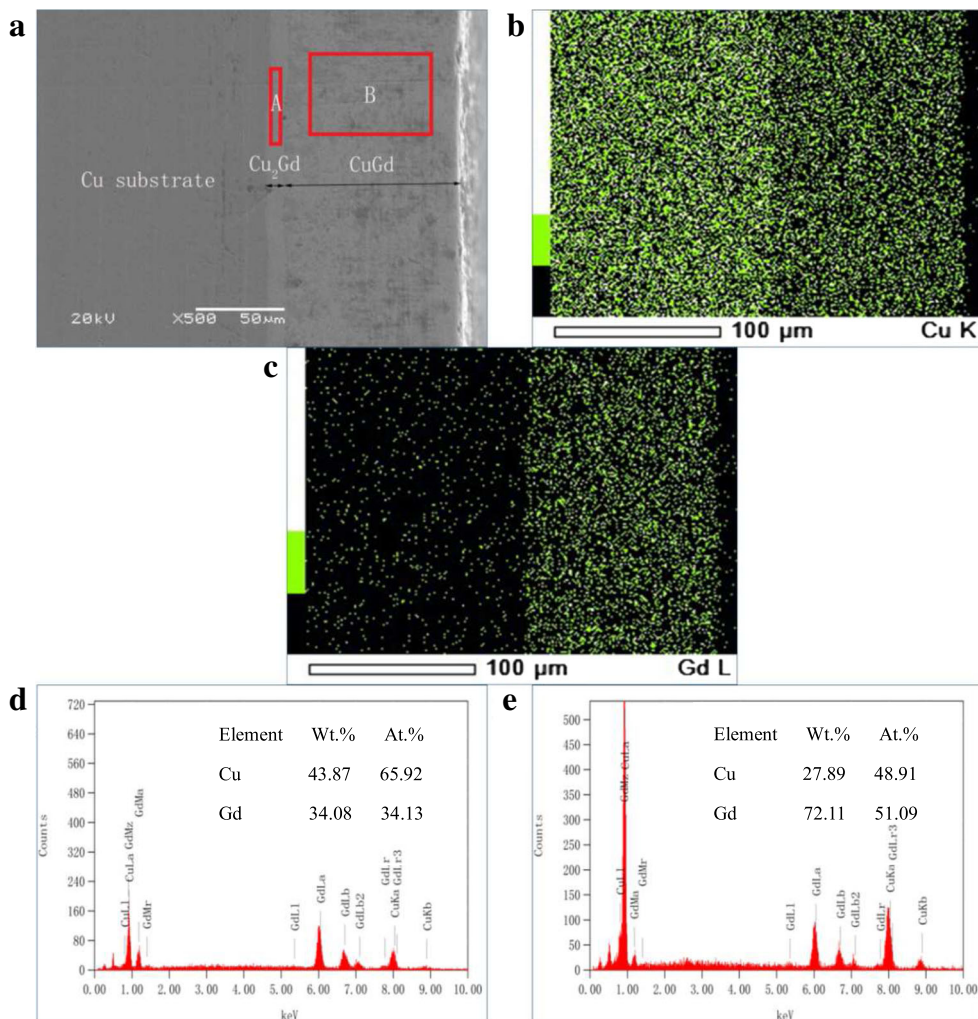 a
A
B
Cu₂Gd
CuGd
Cu substrate
20kV X500 50μm
b
100 μm Cu K
c
100 μm Gd L
d
720
640
560
480
400
320
240
160
80
0
Counts
0.00 1.00 2.00 3.00 4.00 5.00 6.00 7.00 8.00 9.00 10.00
keV
Element Wt.% At.%
Cu 43.87 65.92
Gd 34.08 34.13
CuLl
CuLa GdMz
GdMa
GdMr
GdLl
GdLa
GdLb
GdLb2
GdLr
CuKa GdLr3
CuKb
e
500
450
400
350
300
250
200
150
100
50
0
Counts
0.00 1.00 2.00 3.00 4.00 5.00 6.00 7.00 8.00 9.00 10.00
keV
Element Wt.% At.%
Cu 27.89 48.91
Gd 72.11 51.09
CuLl
GdMz CuLa
GdMa
GdMr
GdLl
GdLa
GdLb
GdLb2
GdLr
CuKa GdLr3
CuKb